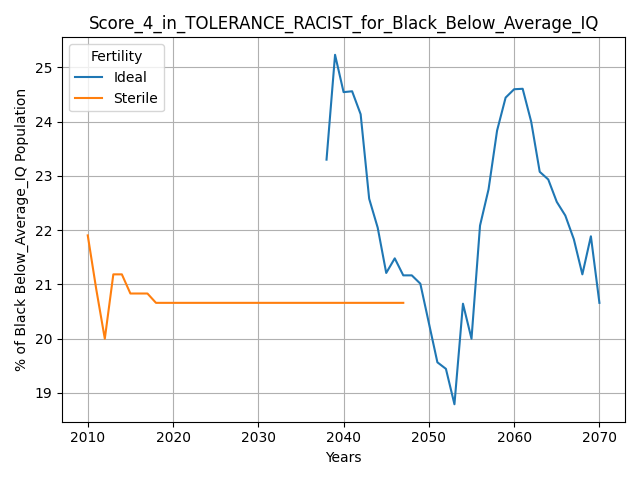 Score_4_in_TOLERANCE_RACIST_for_Black_Below_Average_IQ
Fertility
Ideal
Sterile
% of Black Below_Average_IQ Population
25
24
23
22
21
20
19
2010
2020
2030
2040
2050
2060
2070
Years